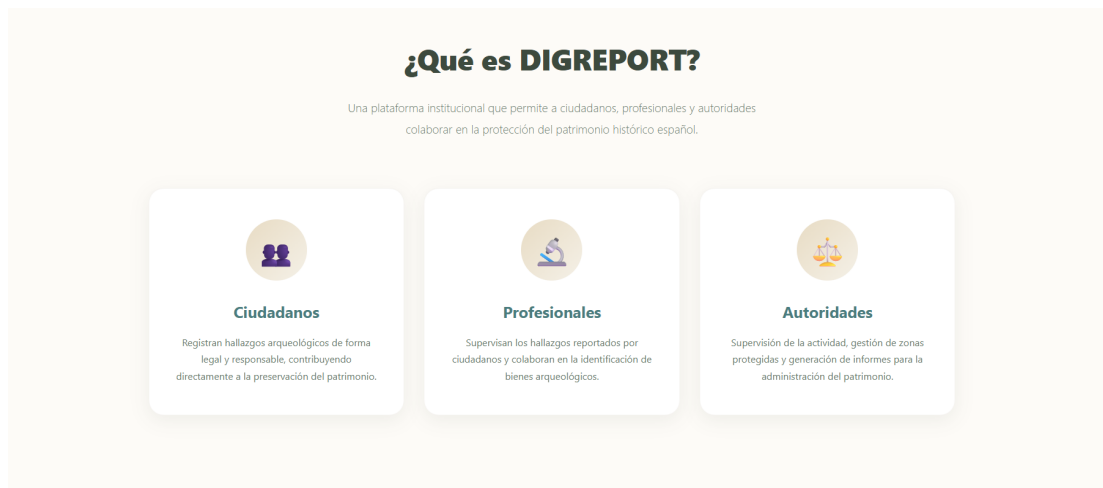 ¿Qué es DIGREPORT?
Una plataforma institucional que permite a ciudadanos, profesionales y autoridades
colaborar en la protección del patrimonio histórico español.
Ciudadanos
Registran hallazgos arqueológicos de forma
legal y responsable, contribuyendo
directamente a la preservación del patrimonio.
Profesionales
Supervisan los hallazgos reportados por
ciudadanos y colaboran en la identificación de
bienes arqueológicos.
Autoridades
Supervisión de la actividad, gestión de zonas
protegidas y generación de informes para la
administración del patrimonio.